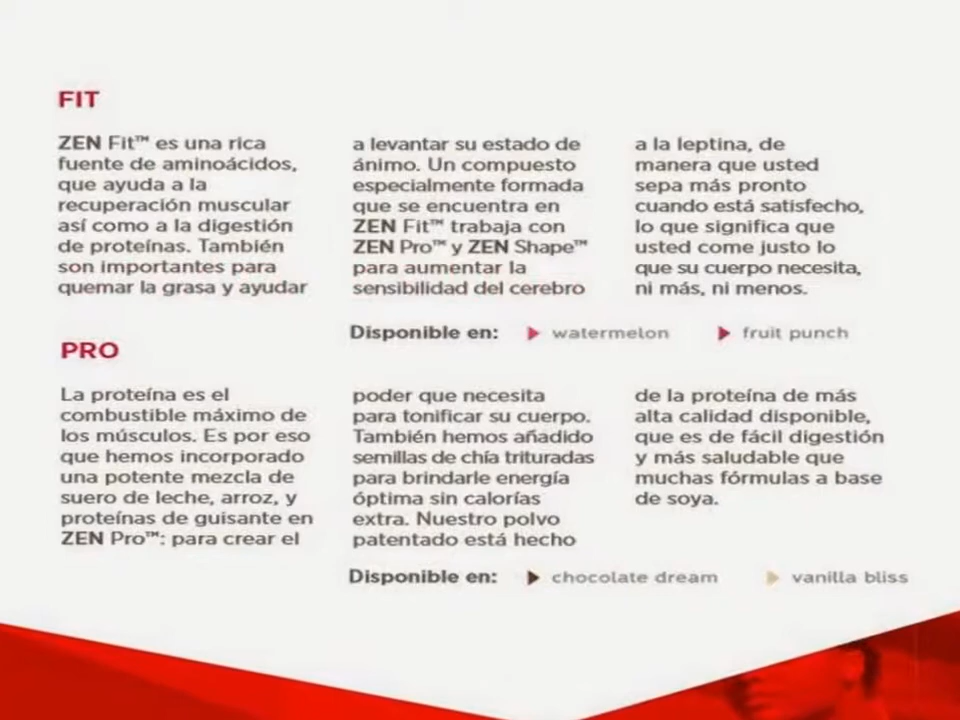 FIT
ZEN Fit™ es una rica
fuente de aminoácidos,
que ayuda a la
recuperación muscular
así como a la digestión
de proteínas. También
son importantes para
quemar la grasa y ayudar
a levantar su estado de
ánimo. Un compuesto
especialmente formada
que se encuentra en
ZEN Fit™ trabaja con
ZEN Pro™ y ZEN Shape™
para aumentar la
sensibilidad del cerebro
a la leptina, de
manera que usted
sepa más pronto
cuando está satisfecho,
lo que significa que
usted come justo lo
que su cuerpo necesita,
ni más, ni menos.
Disponible en: watermelon fruit punch
PRO
La proteína es el
combustible máximo de
los músculos. Es por eso
que hemos incorporado
una potente mezcla de
suero de leche, arroz, y
proteínas de guisante en
ZEN Pro™: para crear el
poder que necesita
para tonificar su cuerpo.
También hemos añadido
semillas de chía trituradas
para brindarle energía
óptima sin calorías
extra. Nuestro polvo
patentado está hecho
de la proteína de más
alta calidad disponible,
que es de fácil digestión
y más saludable que
muchas fórmulas a base
de soya.
Disponible en: chocolate dream vanilla bliss